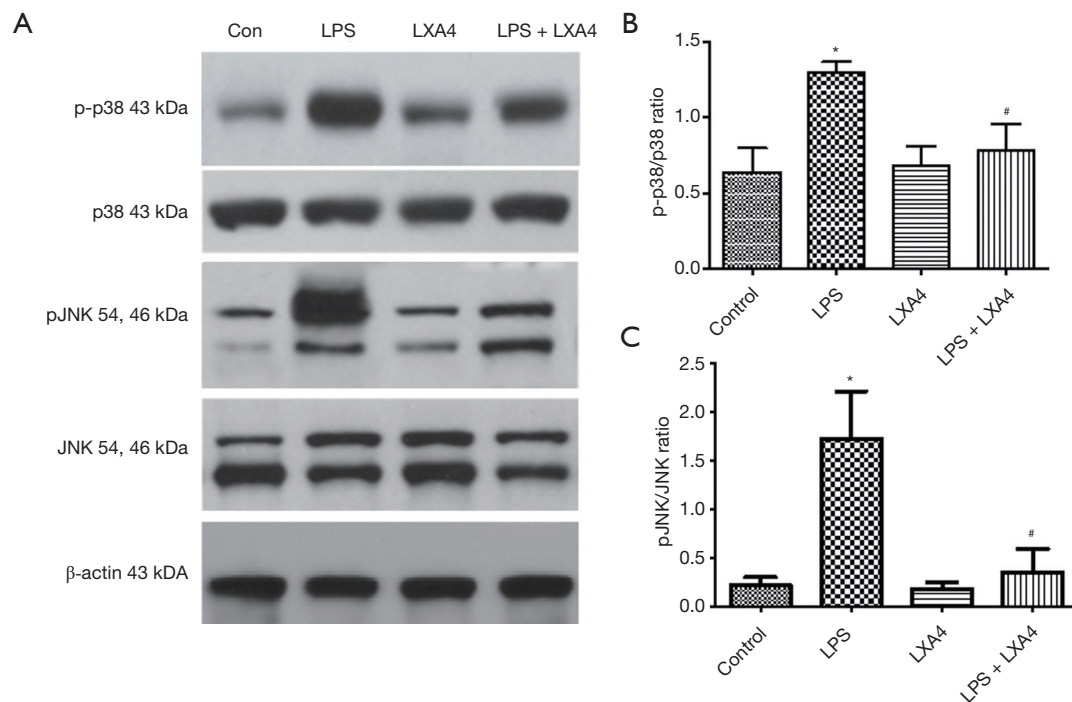 A
Con LPS LXA4 LPS + LXA4
p-p38 43 kDa
p38 43 kDa
pJNK 54, 46 kDa
JNK 54, 46 kDa
β-actin 43 kDA
B
p-p38/p38 ratio
1.5
1.0
0.5
0.0
*
#
Control
LPS
LXA4
LPS + LXA4
C
pJNK/JNK ratio
2.5
2.0
1.5
1.0
0.5
0.0
*
#
Control
LPS
LXA4
LPS + LXA4